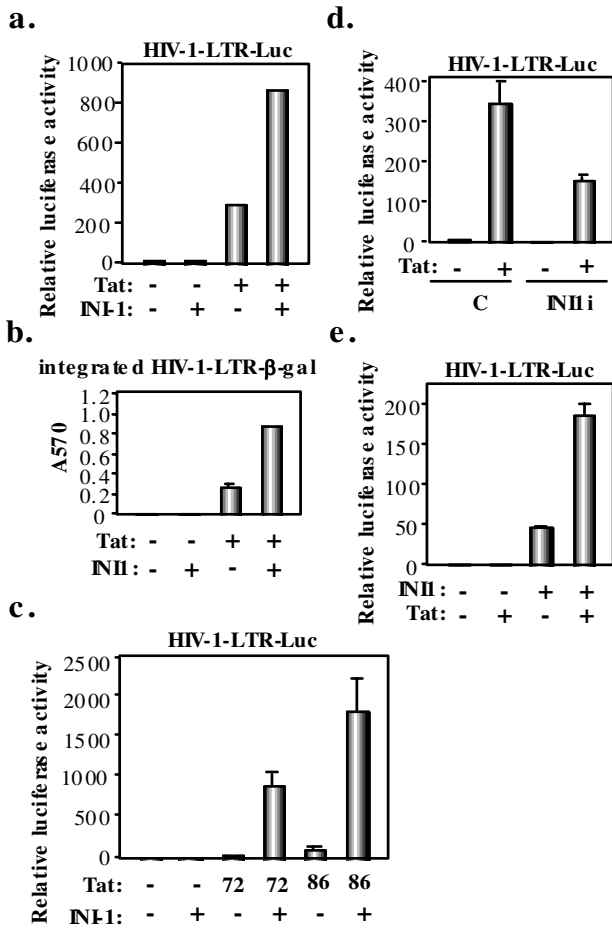 a.
HIV-1-LTR-Luc
Relative luciferase activity
1000
800
600
400
200
0
Tat: - - + +
INI-1: - + - +
b.
integrated HIV-1-LTR-β-gal
A570
1.2
1.0
0.8
0.6
0.4
0.2
0
Tat: - - + +
INI1: - + - +
c.
HIV-1-LTR-Luc
Relative luciferase activity
2500
2000
1500
1000
500
0
Tat: - - 72 72 86 86
INI-1: - + - + - +
d.
HIV-1-LTR-Luc
Relative luciferase activity
400
300
200
100
0
Tat: - + - +
C INI1i
e.
HIV-1-LTR-Luc
Relative luciferase activity
200
150
100
50
0
INI1: - - + +
Tat: - + - +